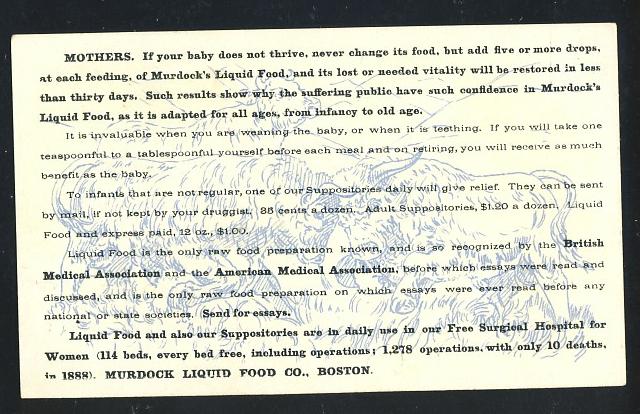 MOTHERS. If your baby does not thrive, never change its food, but add five or more drops,
at each feeding, of Murdock's Liquid Food, and its lost or needed vitality will be restored in less
than thirty days. Such results show why the suffering public have such confidence in Murdock's
Liquid Food, as it is adapted for all ages, from infancy to old age.
It is invaluable when you are weaning the baby, or when it is teething. If you will take one
teaspoonful to a tablespoonful yourself before each meal and on retiring, you will receive as much
benefit as the baby.
To infants that are not regular, one of our Suppositories daily will give relief. They can be sent
by mail, if not kept by your druggist, 85 cents a dozen. Adult Suppositories, $1.20 a dozen. Liquid
Food and express paid, 12 oz., $1.00.
Liquid Food is the only raw food preparation known, and is so recognized by the British
Medical Association and the American Medical Association, before which essays were read and
discussed, and is the only raw food preparation on which essays were ever read before any
national or state societies. Send for essays.
Liquid Food and also our Suppositories are in daily use in our Free Surgical Hospital for
Women (114 beds, every bed free, including operations; 1,278 operations, with only 10 deaths,
in 1888). MURDOCK LIQUID FOOD CO., BOSTON.